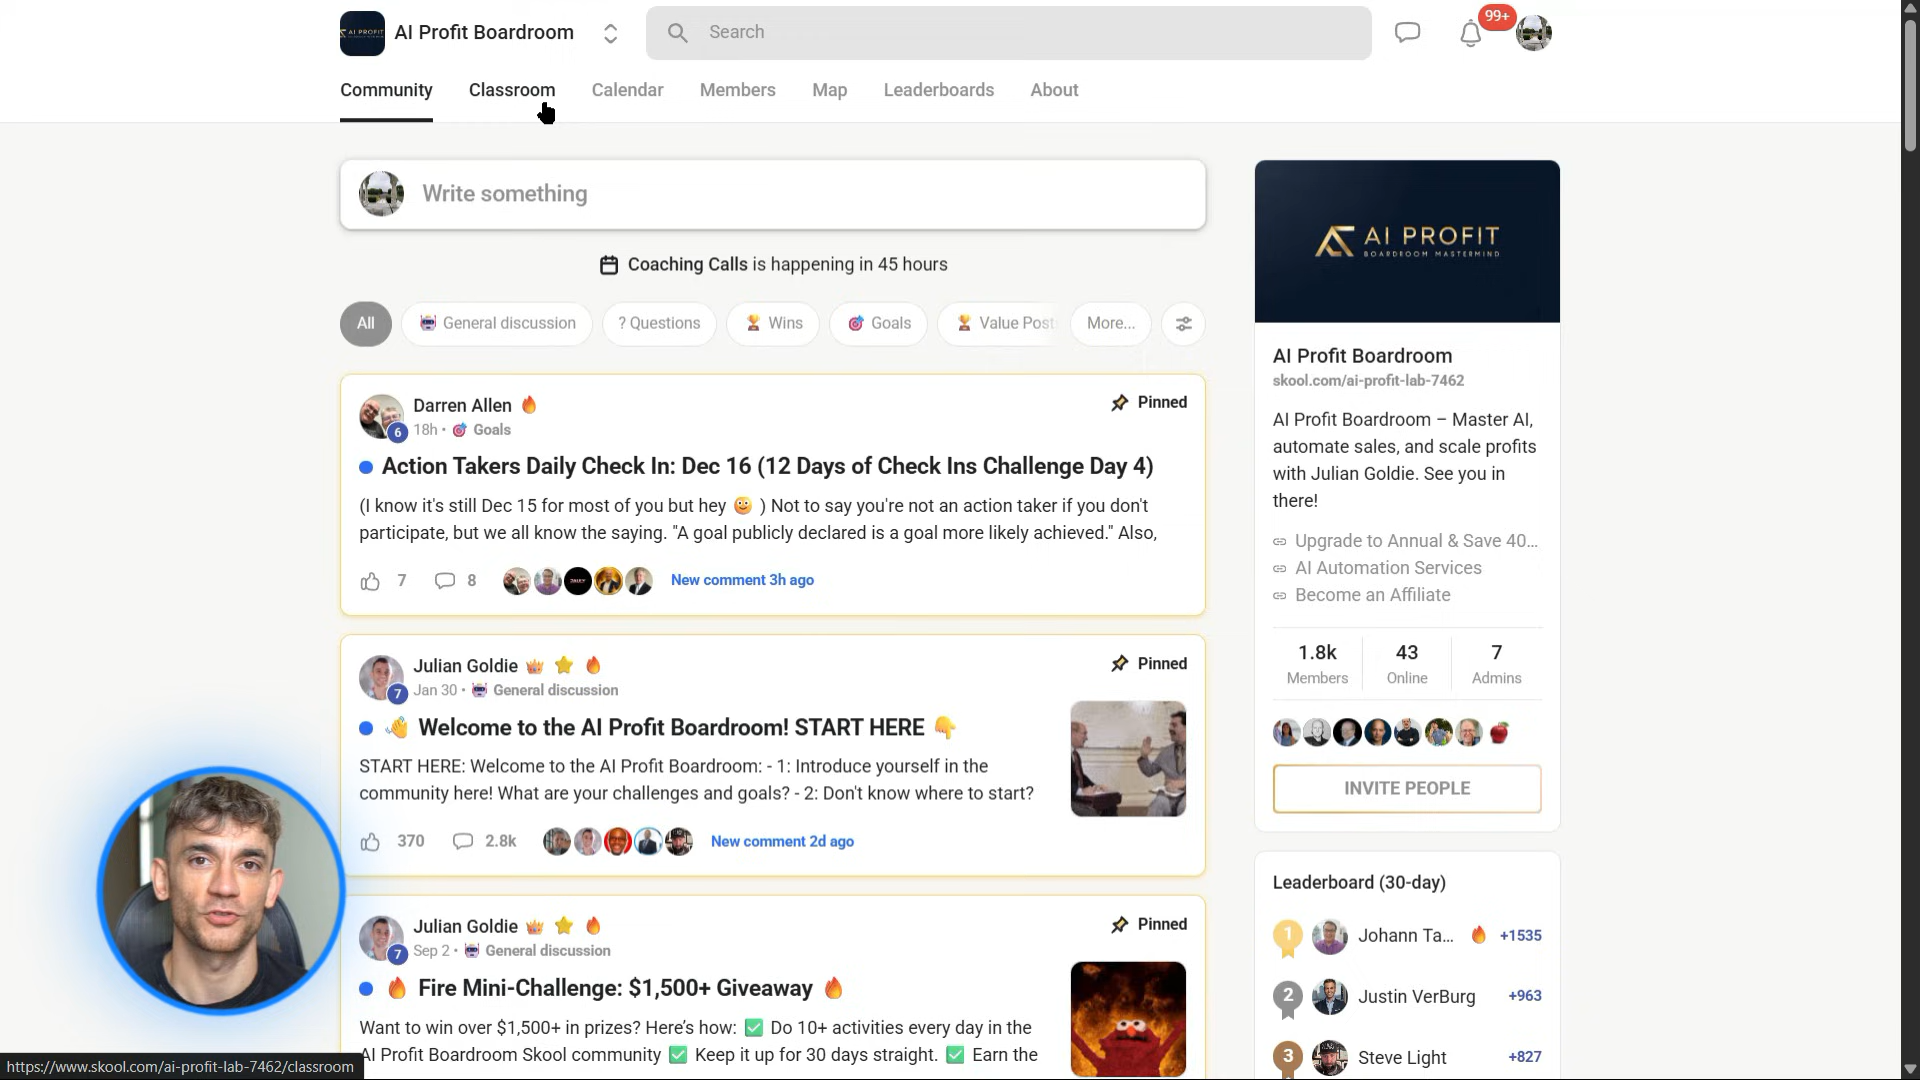 AI PROFIT
AI Profit Boardroom
Search
99+
Community
Classroom
Calendar
Members
Map
Leaderboards
About
Write something
Coaching Calls is happening in 45 hours
All
General discussion
? Questions
Wins
Goals
Value Post
More...
Darren Allen
Pinned
6
18h • Goals
Action Takers Daily Check In: Dec 16 (12 Days of Check Ins Challenge Day 4)
(I know it's still Dec 15 for most of you but hey ) Not to say you're not an action taker if you don't
participate, but we all know the saying. "A goal publicly declared is a goal more likely achieved." Also,
7
8
New comment 3h ago
Julian Goldie
Pinned
7
Jan 30 • General discussion
👋 Welcome to the AI Profit Boardroom! START HERE 👇
START HERE: Welcome to the AI Profit Boardroom: - 1: Introduce yourself in the
community here! What are your challenges and goals? - 2: Don't know where to start?
370
2.8k
New comment 2d ago
Julian Goldie
Pinned
7
Sep 2 • General discussion
🔥 Fire Mini-Challenge: $1,500+ Giveaway 🔥
Want to win over $1,500+ in prizes? Here’s how: ✅ Do 10+ activities every day in the
AI Profit Boardroom Skool community ✅ Keep it up for 30 days straight. ✅ Earn the
AI PROFIT
BOARDROOM MASTERMIND
AI Profit Boardroom
skool.com/ai-profit-lab-7462
AI Profit Boardroom – Master AI,
automate sales, and scale profits
with Julian Goldie. See you in
there!
Upgrade to Annual & Save 40...
AI Automation Services
Become an Affiliate
1.8k
Members
43
Online
7
Admins
INVITE PEOPLE
Leaderboard (30-day)
1
Johann Ta...
+1535
2
Justin VerBurg
+963
3
Steve Light
+827
https://www.skool.com/ai-profit-lab-7462/classroom